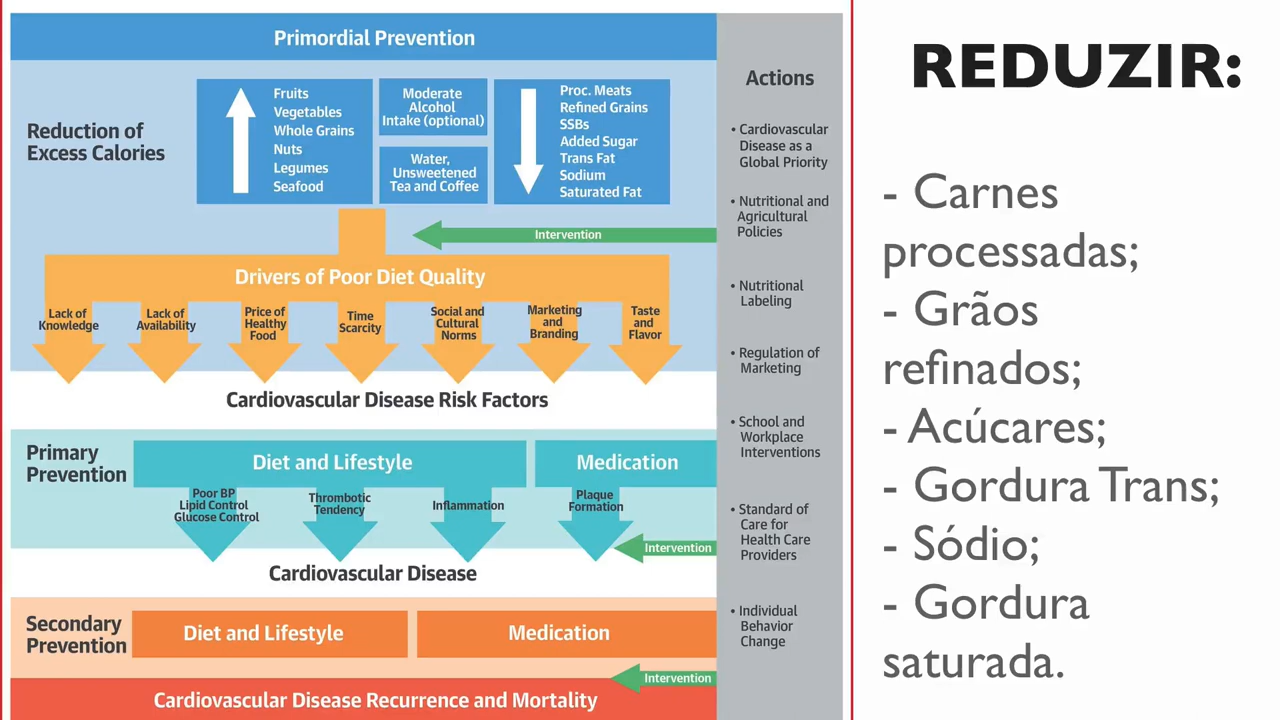 Primordial Prevention
Reduction of
Excess Calories
Fruits
Vegetables
Whole Grains
Nuts
Legumes
Seafood
Moderate
Alcohol
Intake (optional)
Water,
Unsweetened
Tea and Coffee
Proc. Meats
Refined Grains
SSBs
Added Sugar
Trans Fat
Sodium
Saturated Fat
Intervention
Drivers of Poor Diet Quality
Lack of
Knowledge
Lack of
Availability
Price of
Healthy
Food
Time
Scarcity
Social and
Cultural
Norms
Marketing
and
Branding
Taste
and
Flavor
Cardiovascular Disease Risk Factors
Primary
Prevention
Diet and Lifestyle
Medication
Poor BP
Lipid Control
Glucose Control
Thrombotic
Tendency
Inflammation
Plaque
Formation
Intervention
Cardiovascular Disease
Secondary
Prevention
Diet and Lifestyle
Medication
Intervention
Cardiovascular Disease Recurrence and Mortality
Actions
• Cardiovascular
Disease as a
Global Priority
• Nutritional and
Agricultural
Policies
• Nutritional
Labeling
• Regulation of
Marketing
• School and
Workplace
Interventions
• Standard of
Care for
Health Care
Providers
• Individual
Behavior
Change
REDUZIR:
- Carnes
processadas;
- Grãos
refinados;
- Acúcares;
- Gordura Trans;
- Sódio;
- Gordura
saturada.